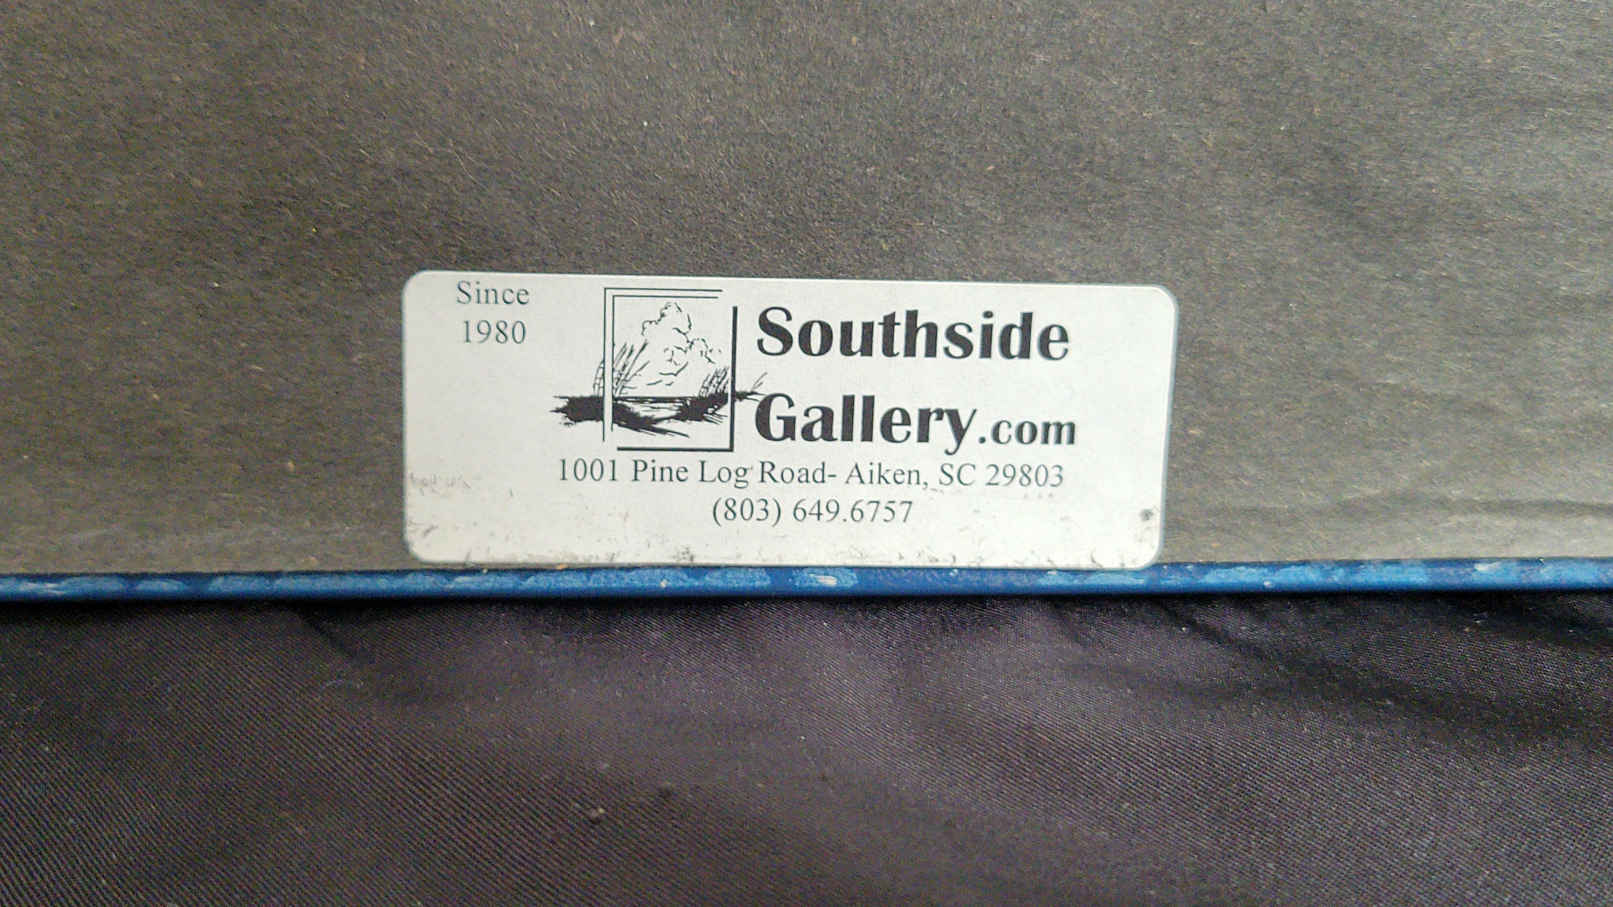 Since
1980
Southside
Gallery.com
1001 Pine Log Road- Aiken, SC 29803
(803) 649.6757